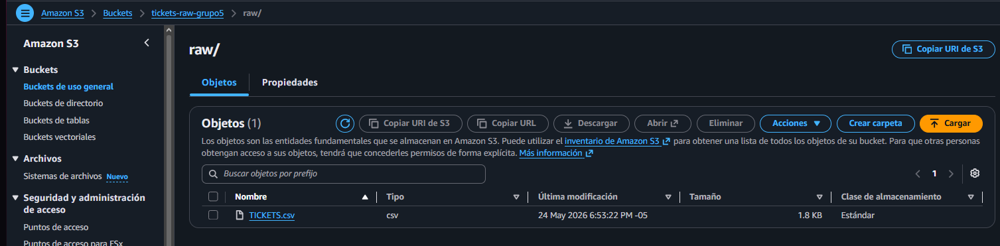 Amazon S3 > Buckets > tickets-raw-grupo5 > raw/
Amazon S3
Buckets
Buckets de uso general
Buckets de directorio
Buckets de tablas
Buckets vectoriales
Archivos
Sistemas de archivos Nuevo
Seguridad y administración
de acceso
Puntos de acceso
Puntos de acceso para FSx
raw/
Copiar URI de S3
Objetos Propiedades
Objetos (1)
Copiar URI de S3 Copiar URL Descargar Abrir Eliminar Acciones Crear carpeta Cargar
Los objetos son las entidades fundamentales que se almacenan en Amazon S3. Puede utilizar el inventario de Amazon S3 para obtener una lista de todos los objetos de su bucket. Para que otras personas
obtengan acceso a sus objetos, tendrá que concederles permisos de forma explícita. Más información
Buscar objetos por prefijo
1
Nombre Tipo Última modificación Tamaño Clase de almacenamiento
TICKETS.csv csv 24 May 2026 6:53:22 PM -05 1.8 KB Estándar